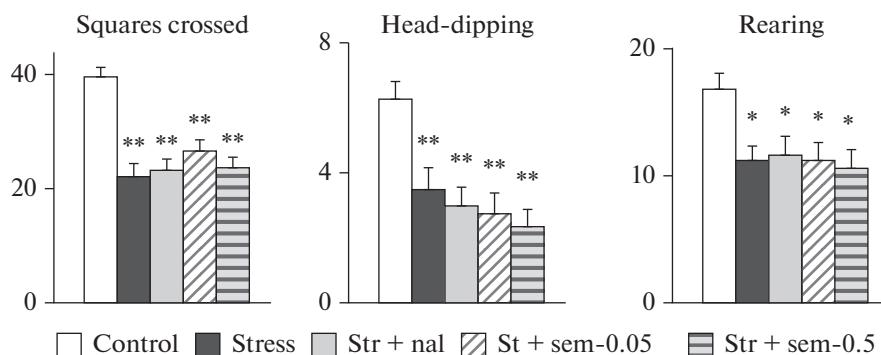 Squares crossed
Head-dipping
Rearing
40
20
0
** ** ** **
8
4
0
** ** ** **
20
10
0
* * * *
Control Stress Str + nal St + sem-0.05 Str + sem-0.5